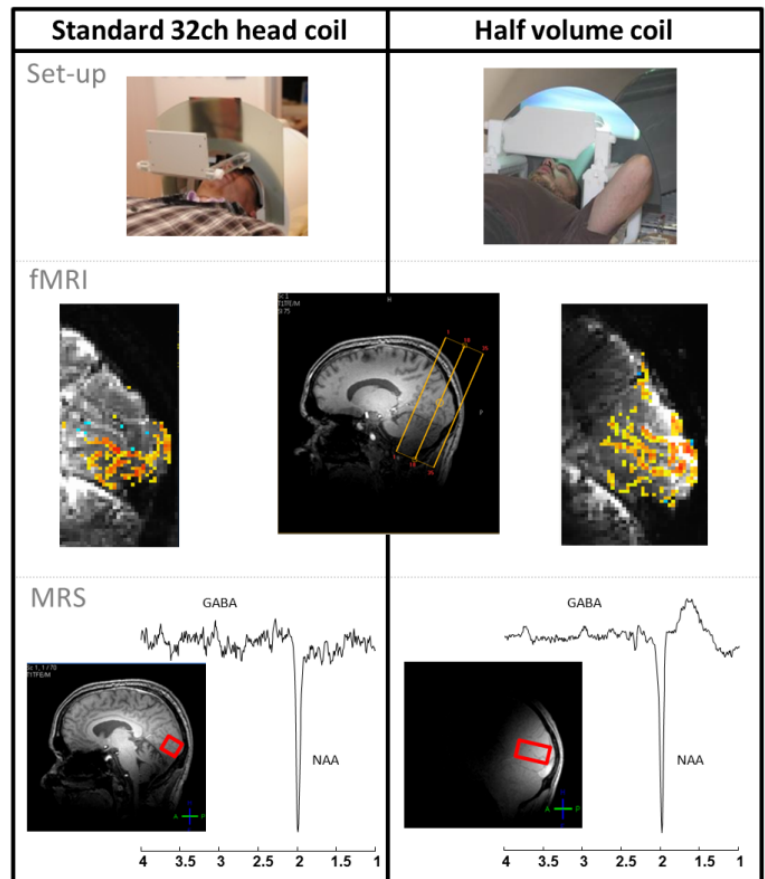 Standard 32ch head coil
Half volume coil
Set-up
fMRI
MRS
GABA
NAA
4 3.5 3 2.5 2 1.5 1
GABA
NAA
4 3.5 3 2.5 2 1.5 1
A
P
A
P